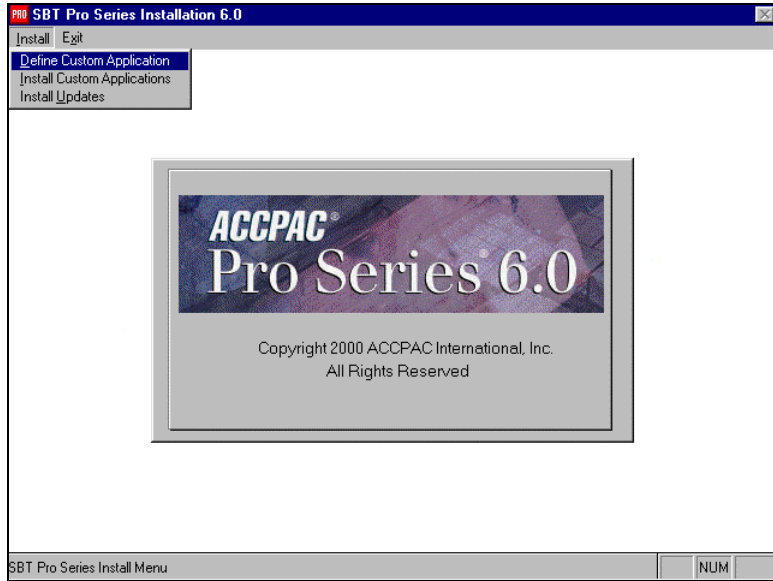 PRO SBT Pro Series Installation 6.0
Install Exit
Define Custom Application
Install Custom Applications
Install Updates
ACCPAC®
Pro Series® 6.0
Copyright 2000 ACCPAC International, Inc.
All Rights Reserved
SBT Pro Series Install Menu NUM